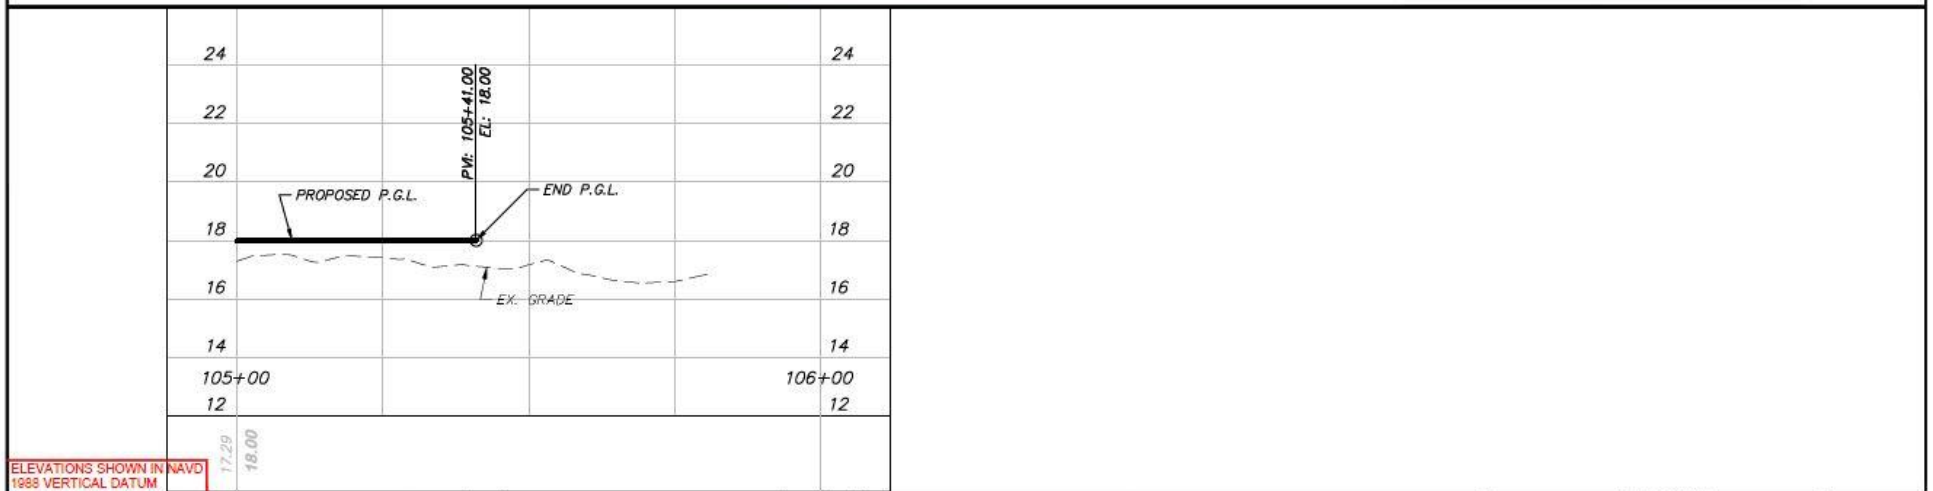 24 24
PVI: 105+41.00
EL: 18.00
22 22
20 20
PROPOSED P.G.L.
END P.G.L.
18 18
16 16
EX. GRADE
14 14
105+00 106+00
12 12
17.29
18.00
ELEVATIONS SHOWN IN NAVD
1988 VERTICAL DATUM